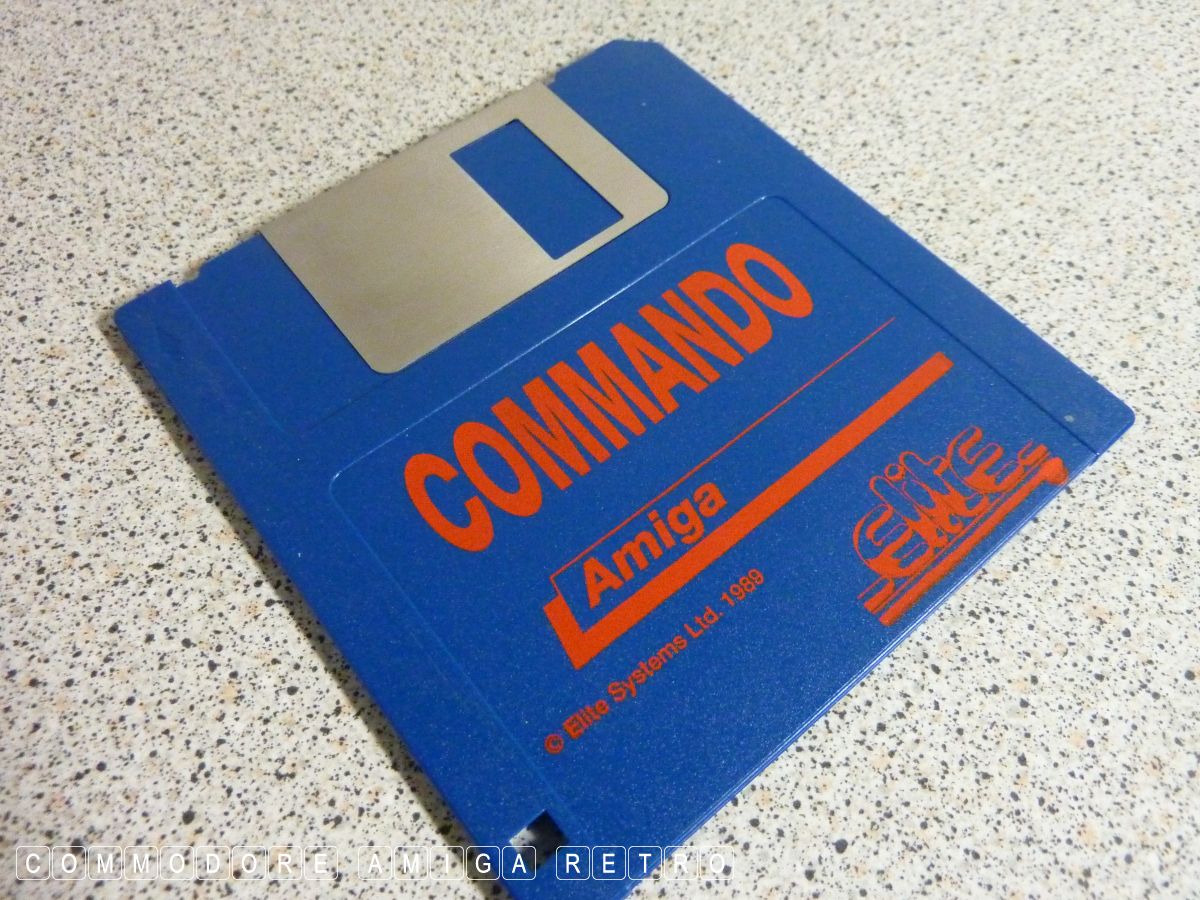 COMMANDO
Amiga
© Elite Systems Ltd. 1989
elite
COMMODORE AMIGA RETRO